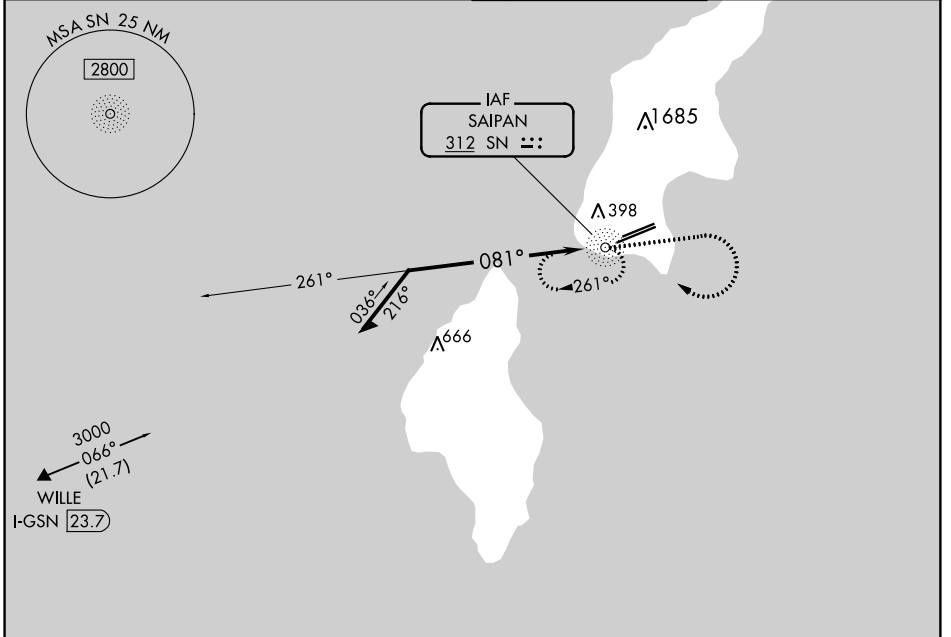 MSA SN 25 NM
2800
IAF
SAIPAN
312 SN
1685
398
081°
261°
261°
036°
216°
666
3000
066°
(21.7)
WILLE
I-GSN 23.7